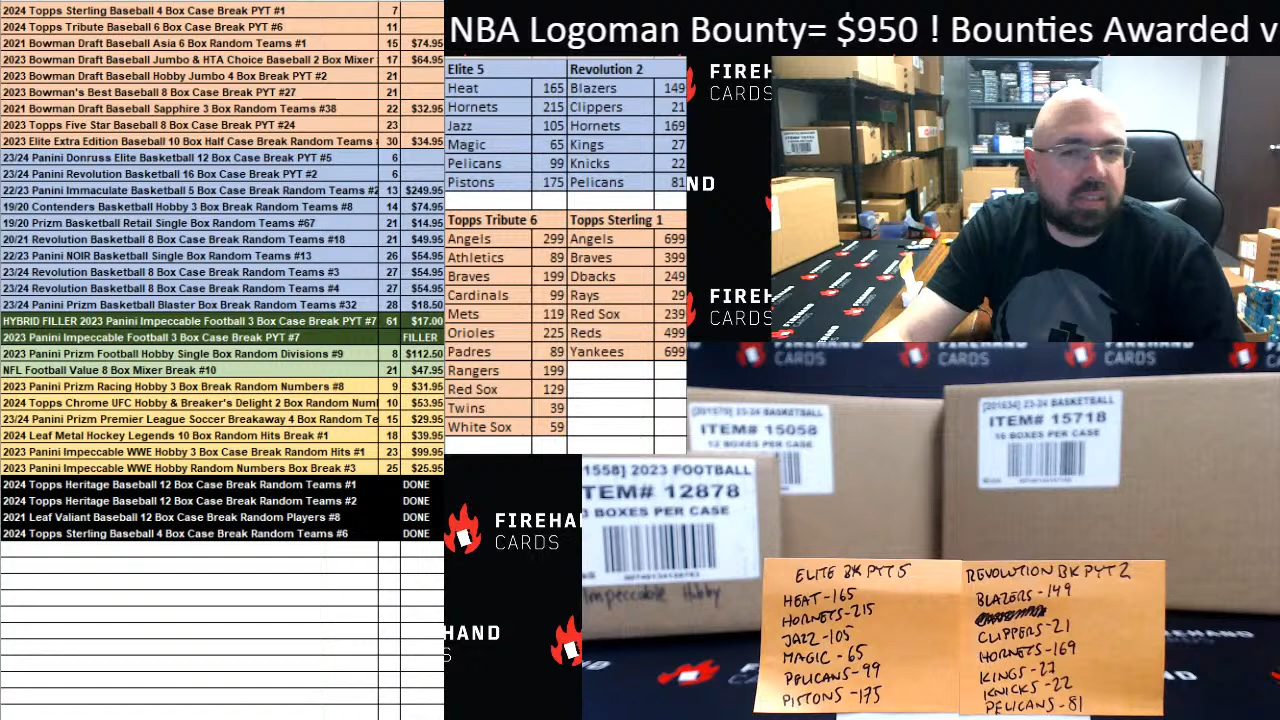 2024 Topps Sterling Baseball 4 Box Case Break PYT #1 7
2024 Topps Tribute Baseball 6 Box Case Break PYT #6 11
2021 Bowman Draft Baseball Asia 6 Box Random Teams #1 15 $74.95
2023 Bowman Draft Baseball Jumbo & HTA Choice Baseball 2 Box Mixer 17 $64.95
2023 Bowman Draft Baseball Hobby Jumbo 4 Box Break PYT #2 21
2023 Bowman's Best Baseball 8 Box Case Break PYT #27 21
2021 Bowman Draft Baseball Sapphire 3 Box Random Teams #38 22 $32.95
2023 Topps Five Star Baseball 8 Box Case Break PYT #24 23
2023 Elite Extra Edition Baseball 10 Box Half Case Break Random Teams 30 $34.95
23/24 Panini Donruss Elite Basketball 12 Box Case Break PYT #5 6
23/24 Panini Revolution Basketball 16 Box Case Break PYT #2 6
22/23 Panini Immaculate Basketball 5 Box Case Break Random Teams #2 13 $249.95
19/20 Contenders Basketball Hobby 3 Box Break Random Teams #8 14 $74.95
19/20 Prizm Basketball Retail Single Box Random Teams #67 21 $14.95
20/21 Revolution Basketball 8 Box Case Break Random Teams #18 21 $49.95
22/23 Panini NOIR Basketball Single Box Random Teams #13 26 $54.95
23/24 Revolution Basketball 8 Box Case Break Random Teams #3 27 $54.95
23/24 Revolution Basketball 8 Box Case Break Random Teams #4 27 $54.95
23/24 Panini Prizm Basketball Blaster Box Break Random Teams #32 28 $18.50
HYBRID FILLER 2023 Panini Impeccable Football 3 Box Case Break PYT #7 61 $17.00
2023 Panini Impeccable Football 3 Box Case Break PYT #7 FILLER
2023 Panini Prizm Football Hobby Single Box Random Divisions #9 8 $112.50
NFL Football Value 8 Box Mixer Break #10 21 $47.95
2023 Panini Prizm Racing Hobby 3 Box Break Random Numbers #8 9 $31.95
2024 Topps Chrome UFC Hobby & Breaker's Delight 2 Box Random Numl 10 $53.95
23/24 Panini Prizm Premier League Soccer Breakaway 4 Box Random Te 15 $29.95
2024 Leaf Metal Hockey Legends 10 Box Random Hits Break #1 18 $39.95
2023 Panini Impeccable WWE Hobby 3 Box Case Break Random Hits #1 23 $99.95
2023 Panini Impeccable WWE Hobby Random Numbers Box Break #3 25 $25.95
2024 Topps Heritage Baseball 12 Box Case Break Random Teams #1 DONE
2024 Topps Heritage Baseball 12 Box Case Break Random Teams #2 DONE
2021 Leaf Valiant Baseball 12 Box Case Break Random Players #8 DONE
2024 Topps Sterling Baseball 4 Box Case Break Random Teams #6 DONE
NBA Logoman Bounty= $950 ! Bounties Awarded v
Elite 5 Revolution 2
Heat 165 Blazers 149
Hornets 215 Clippers 21
Jazz 105 Hornets 169
Magic 65 Kings 27
Pelicans 99 Knicks 22
Pistons 175 Pelicans 81
Topps Tribute 6 Topps Sterling 1
Angels 299 Angels 699
Athletics 89 Braves 399
Braves 199 Dbacks 249
Cardinals 99 Rays 29
Mets 119 Red Sox 239
Orioles 225 Reds 499
Padres 89 Yankees 699
Rangers 199
Red Sox 129
Twins 39
White Sox 59
FIREH
CARDS
ND
FIREH
CARDS
FIREHA
CARDS
HAND
S
FIREHAND
CARDS
[201570] 23-24 BASKETBALL
ITEM# 15058
12 BOXES PER CASE
[201634] 23-24 BASKETBALL
ITEM# 15718
16 BOXES PER CASE
1558] 2023 FOOTBALL
TEM# 12878
3 BOXES PER CASE
Impeccable Hobby
ELITE BK PYT 5
HEAT-165
HORNETS-215
JAZZ-105
MAGIC-65
PELICANS-99
PISTONS-175
REVOLUTION BK PYT 2
BLAZERS-149
CLIPPERS-21
HORNETS-169
KINGS-27
KNICKS-22
PELICANS-81
FIREHAND
CARDS